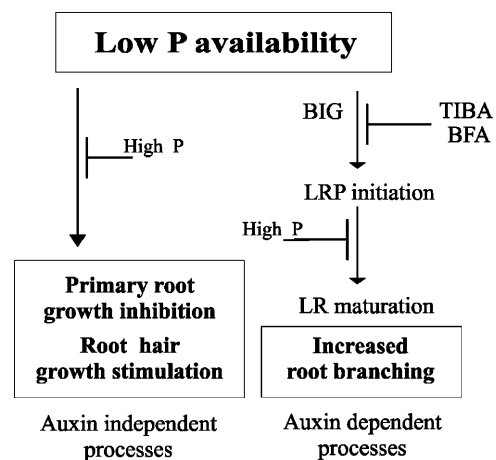 Low P availability
BIG
TIBA
BFA
High P
LRP initiation
High P
Primary root
growth inhibition
Root hair
growth stimulation
LR maturation
Increased
root branching
Auxin independent
processes
Auxin dependent
processes